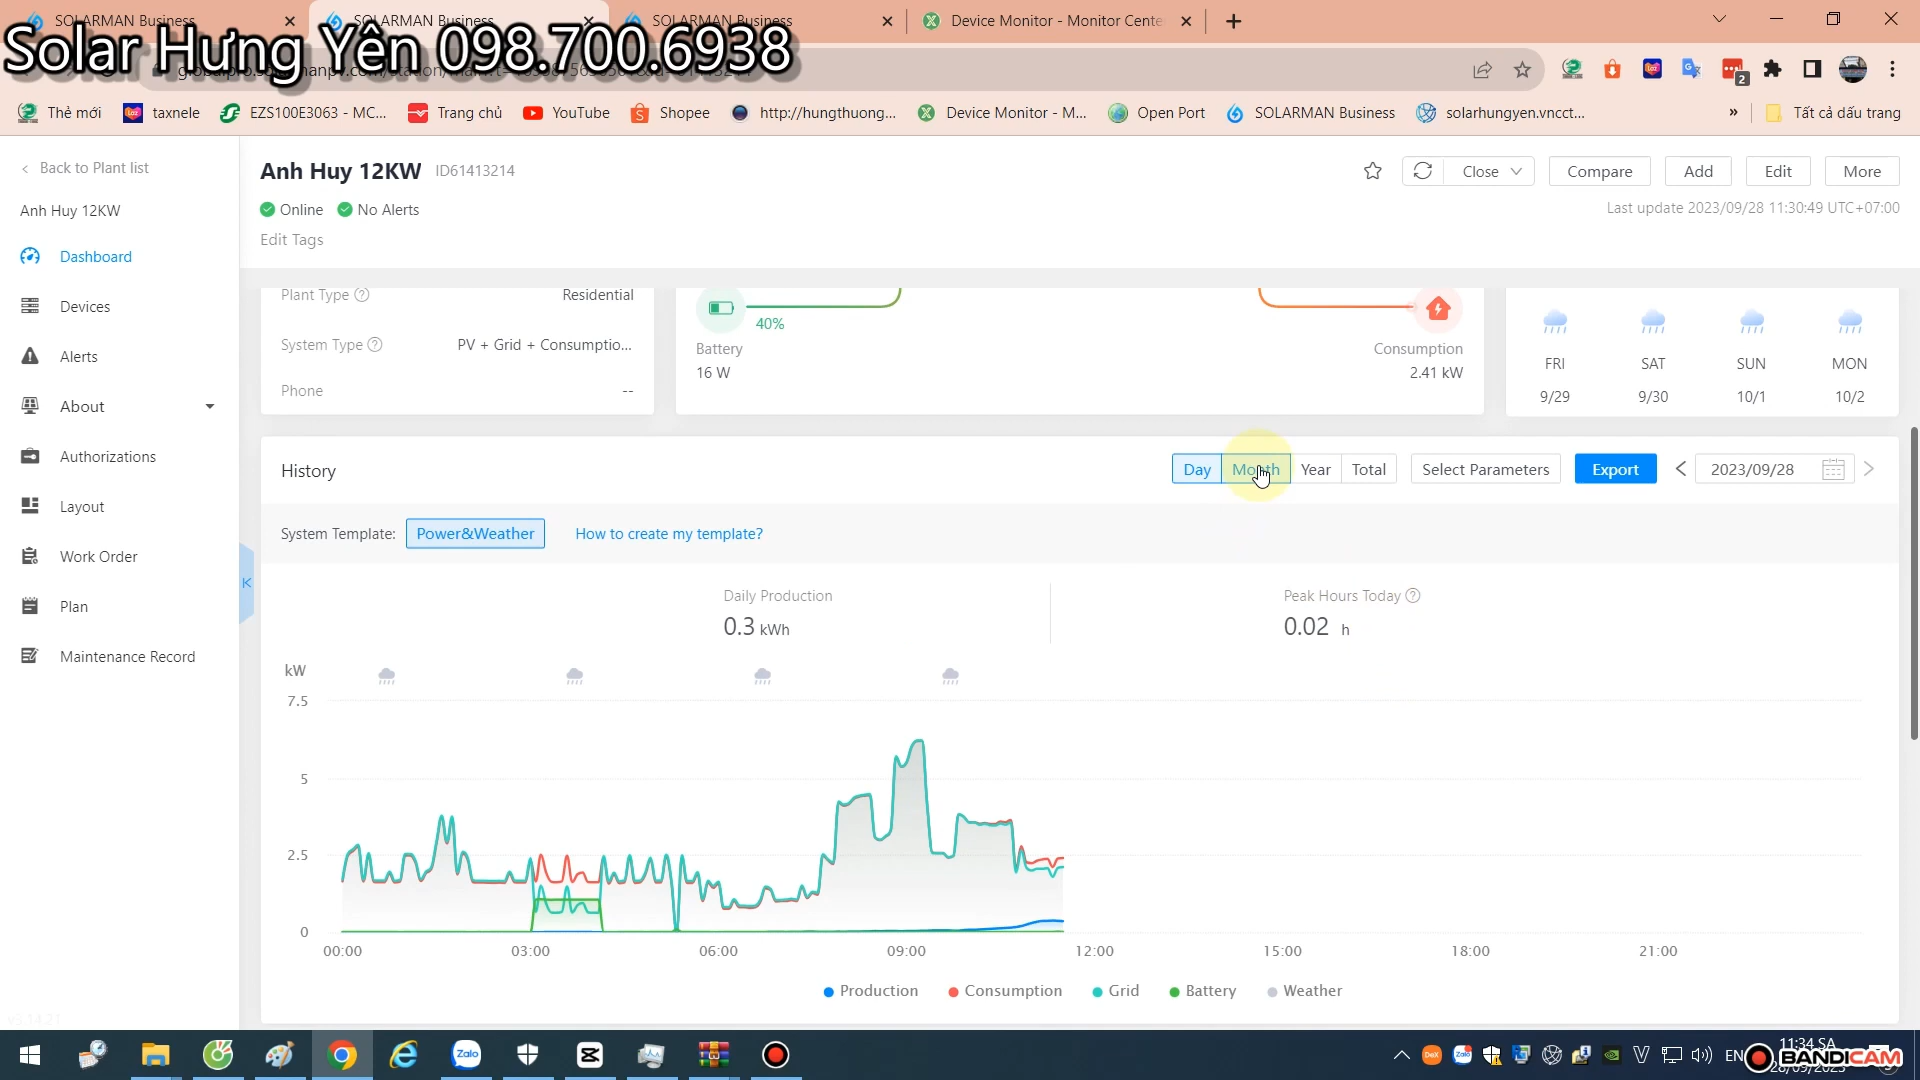 SOLARMAN Business
SOLARMAN Business
SOLARMAN Business
Device Monitor - Monitor Cente
Solar Hưng Yên 098.700.6938
2
Thẻ mới
taxnele
EZS100E3063 - MC...
Trang chủ
YouTube
Shopee
http://hungthuong...
Device Monitor - M...
Open Port
SOLARMAN Business
solarhungyen.vncct...
»
Tất cả dấu trang
Back to Plant list
Anh Huy 12KW
Dashboard
Devices
Alerts
About
Authorizations
Layout
Work Order
Plan
Maintenance Record
Anh Huy 12KW ID61413214
Close
Compare
Add
Edit
More
Online No Alerts
Last update 2023/09/28 11:30:49 UTC+07:00
Edit Tags
Plant Type Residential
System Type PV + Grid + Consumptio...
Phone --
40%
Battery
16 W
Consumption
2.41 kW
FRI SAT SUN MON
9/29 9/30 10/1 10/2
History
Day Month Year Total
Select Parameters
Export
2023/09/28
System Template: Power&Weather How to create my template?
Daily Production
0.3 kWh
Peak Hours Today
0.02 h
kW
7.5
5
2.5
0
00:00 03:00 06:00 09:00 12:00 15:00 18:00 21:00
Production Consumption Grid Battery Weather
Zalo
EN
11:34 SA
28/09/2023
BANDICAM